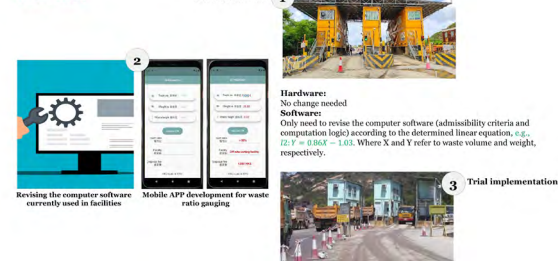 1
Hardware:
No change needed
Software:
Only need to revise the computer software (admissibility criteria and
computation logic) according to the determined linear equation, e.g.,
I2: Y = 0.86X − 1.03. Where X and Y refer to waste volume and weight,
respectively.
2
Revising the computer software
currently used in facilities
Mobile APP development for waste
ratio gauging
3
Trial implementation